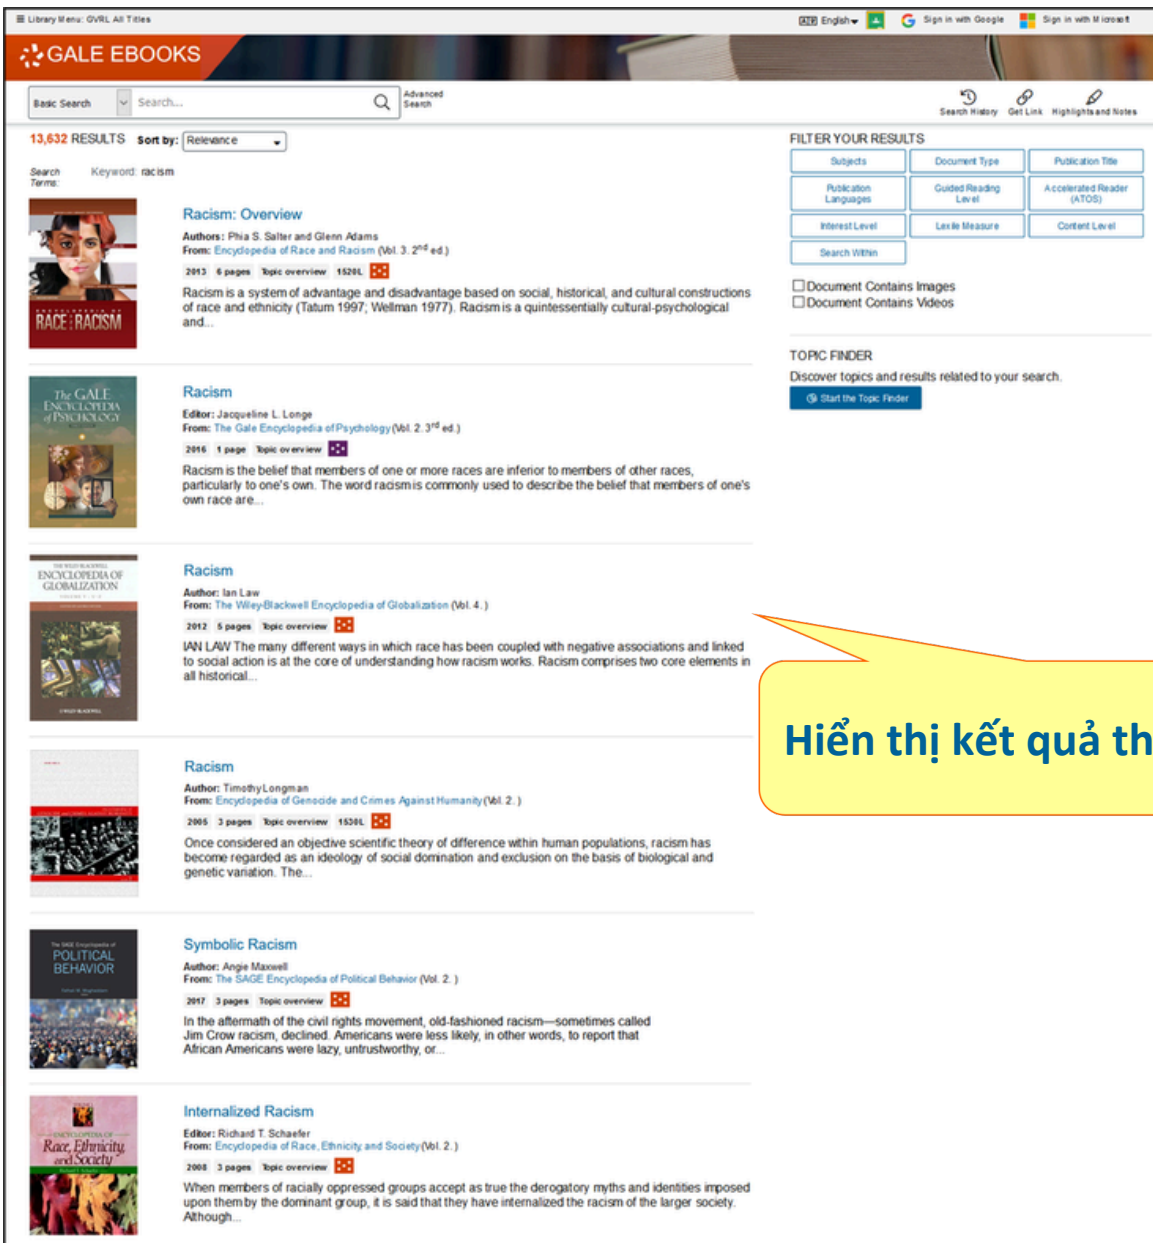 Library Menu: GVRL All Titles
English
Sign in with Google
Sign in with Microsoft
GALE EBOOKS
Basic Search
Search...
Advanced
Search
Search History
Get Link
Highlights and Notes
13,632 RESULTS
Sort by:
Relevance
Search
Terms:
Keyword: racism
RACE & RACISM
Racism: Overview
Authors: Phia S. Salter and Glenn Adams
From: Encyclopedia of Race and Racism (Vol. 3. 2nd ed.)
2013 6 pages Topic overview 1520L
Racism is a system of advantage and disadvantage based on social, historical, and cultural constructions
of race and ethnicity (Tatum 1997; Wellman 1977). Racism is a quintessentially cultural-psychological
and...
The GALE
ENCYCLOPEDIA
of PSYCHOLOGY
Racism
Editor: Jacqueline L. Longe
From: The Gale Encyclopedia of Psychology (Vol. 2. 3rd ed.)
2016 1 page Topic overview
Racism is the belief that members of one or more races are inferior to members of other races,
particularly to one's own. The word racism is commonly used to describe the belief that members of one's
own race are...
THE WILEY-BLACKWELL
ENCYCLOPEDIA OF
GLOBALIZATION
WILEY-BLACKWELL
Racism
Author: Ian Law
From: The Wiley-Blackwell Encyclopedia of Globalization (Vol. 4. )
2012 5 pages Topic overview
IAN LAW The many different ways in which race has been coupled with negative associations and linked
to social action is at the core of understanding how racism works. Racism comprises two core elements in
all historical...
Racism
Author: Timothy Longman
From: Encyclopedia of Genocide and Crimes Against Humanity (Vol. 2. )
2005 3 pages Topic overview 1530L
Once considered an objective scientific theory of difference within human populations, racism has
become regarded as an ideology of social domination and exclusion on the basis of biological and
genetic variation. The...
The SAGE Encyclopedia of
POLITICAL
BEHAVIOR
Symbolic Racism
Author: Angie Maxwell
From: The SAGE Encyclopedia of Political Behavior (Vol. 2. )
2017 3 pages Topic overview
In the aftermath of the civil rights movement, old-fashioned racism—sometimes called
Jim Crow racism, declined. Americans were less likely, in other words, to report that
African Americans were lazy, untrustworthy, or...
ENCYCLOPEDIA OF
Race, Ethnicity,
and Society
Internalized Racism
Editor: Richard T. Schaefer
From: Encyclopedia of Race, Ethnicity, and Society (Vol. 2. )
2008 3 pages Topic overview
When members of racially oppressed groups accept as true the derogatory myths and identities imposed
upon them by the dominant group, it is said that they have internalized the racism of the larger society.
Although...
FILTER YOUR RESULTS
Subjects
Document Type
Publication Title
Publication
Languages
Guided Reading
Level
Accelerated Reader
(ATOS)
Interest Level
Lexile Measure
Content Level
Search Within
Document Contains Images
Document Contains Videos
TOPIC FINDER
Discover topics and results related to your search.
Start the Topic Finder
Hiển thị kết quả th